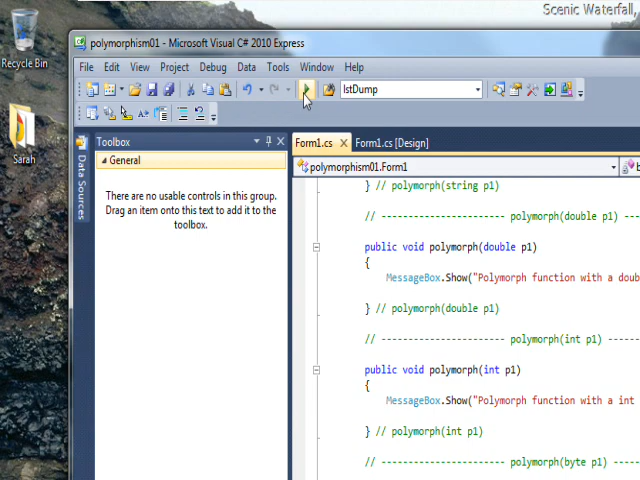 Scenic Waterfall,
Recycle Bin
Sarah
polymorphism01 - Microsoft Visual C# 2010 Express
File Edit View Project Debug Data Tools Window Help
lstDump
Toolbox
General
There are no usable controls in this group.
Drag an item onto this text to add it to the
toolbox.
Data Sources
Form1.cs Form1.cs [Design]
polymorphism01.Form1
} // polymorph(string p1)
// ---------------------- polymorph(double p1) ---
public void polymorph(double p1)
{
MessageBox.Show("Polymorph function with a doub
} // polymorph(double p1)
// ---------------------- polymorph(int p1) -----
public void polymorph(int p1)
{
MessageBox.Show("Polymorph function with a int
} // polymorph(int p1)
// ---------------------- polymorph(byte p1) ----